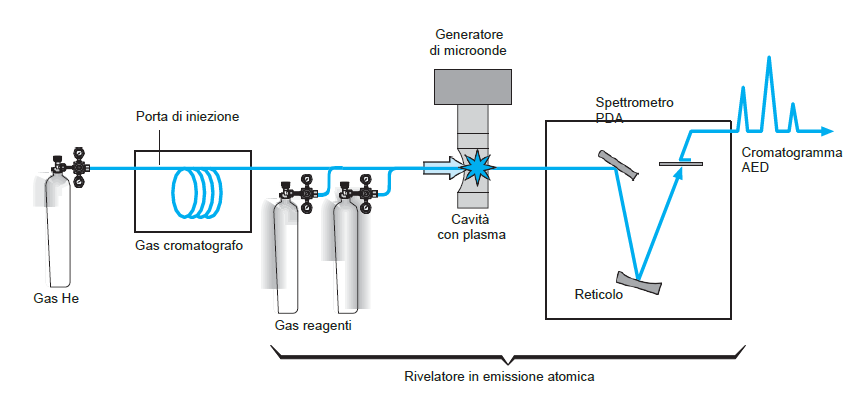 Generatore
di microonde
Spettrometro
PDA
Porta di iniezione
Cromatogramma
AED
Gas cromatografo
Cavità
con plasma
Gas He
Reticolo
Gas reagenti
Rivelatore in emissione atomica